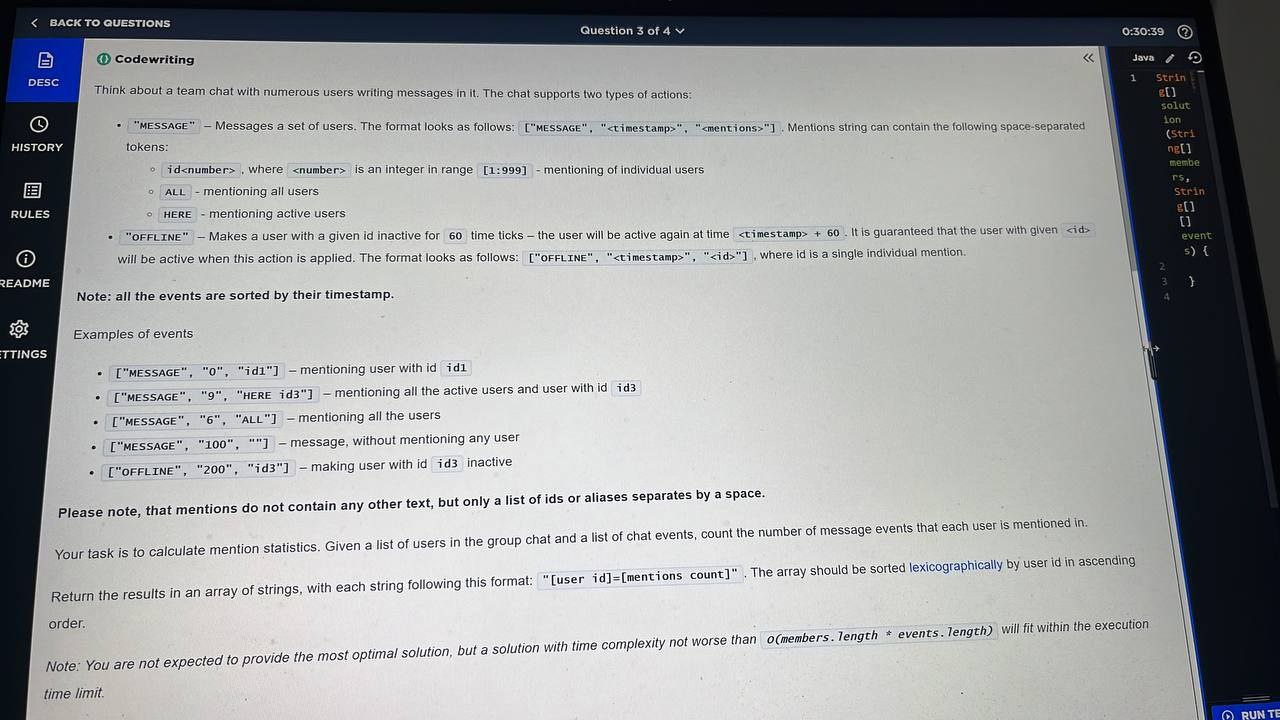 BACK TO QUESTIONS
Question 3 of 4
0:30:39
DESC
HISTORY
RULES
README
ETTINGS
Codewriting
Think about a team chat with numerous users writing messages in it. The chat supports two types of actions:
• "MESSAGE" – Messages a set of users. The format looks as follows: ["MESSAGE", "<timestamp>", "<mentions>"] . Mentions string can contain the following space-separated
tokens:
◦ id<number> , where <number> is an integer in range [1:999] - mentioning of individual users
◦ ALL - mentioning all users
◦ HERE - mentioning active users
• "OFFLINE" – Makes a user with a given id inactive for 60 time ticks – the user will be active again at time <timestamp> + 60 . It is guaranteed that the user with given <id>
will be active when this action is applied. The format looks as follows: ["OFFLINE", "<timestamp>", "<id>"] , where id is a single individual mention.
Note: all the events are sorted by their timestamp.
Examples of events
• ["MESSAGE", "0", "id1"] – mentioning user with id id1
• ["MESSAGE", "9", "HERE id3"] – mentioning all the active users and user with id id3
• ["MESSAGE", "6", "ALL"] – mentioning all the users
• ["MESSAGE", "100", ""] – message, without mentioning any user
• ["OFFLINE", "200", "id3"] – making user with id id3 inactive
Please note, that mentions do not contain any other text, but only a list of ids or aliases separates by a space.
Your task is to calculate mention statistics. Given a list of users in the group chat and a list of chat events, count the number of message events that each user is mentioned in.
Return the results in an array of strings, with each string following this format: "[user id]=[mentions count]" . The array should be sorted lexicographically by user id in ascending
order.
Note: You are not expected to provide the most optimal solution, but a solution with time complexity not worse than O(members.length * events.length) will fit within the execution
time limit.
Java
1 Strin
g[]
solut
ion
(Stri
ng[]
membe
rs,
Strin
g[]
[]
event
s) {
2
3 }
4
RUN TE